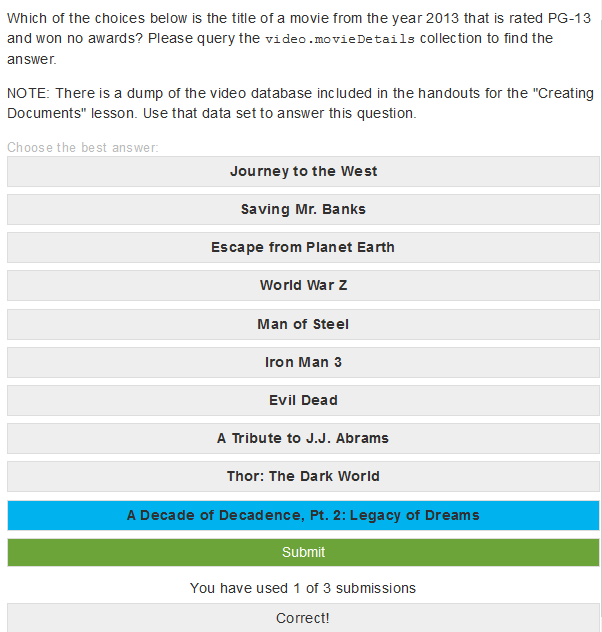 Which of the choices below is the title of a movie from the year 2013 that is rated PG-13
and won no awards? Please query the video.movieDetails collection to find the
answer.
NOTE: There is a dump of the video database included in the handouts for the "Creating
Documents" lesson. Use that data set to answer this question.
Choose the best answer:
Journey to the West
Saving Mr. Banks
Escape from Planet Earth
World War Z
Man of Steel
Iron Man 3
Evil Dead
A Tribute to J.J. Abrams
Thor: The Dark World
A Decade of Decadence, Pt. 2: Legacy of Dreams
Submit
You have used 1 of 3 submissions
Correct!